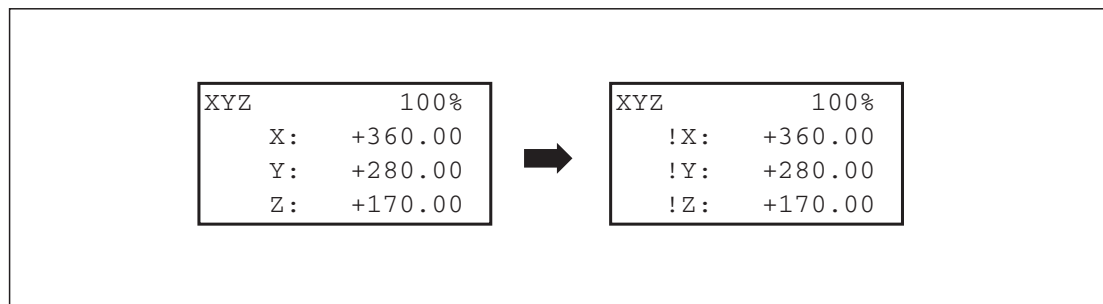 XYZ 100%
X: +360.00
Y: +280.00
Z: +170.00
XYZ 100%
!X: +360.00
!Y: +280.00
!Z: +170.00